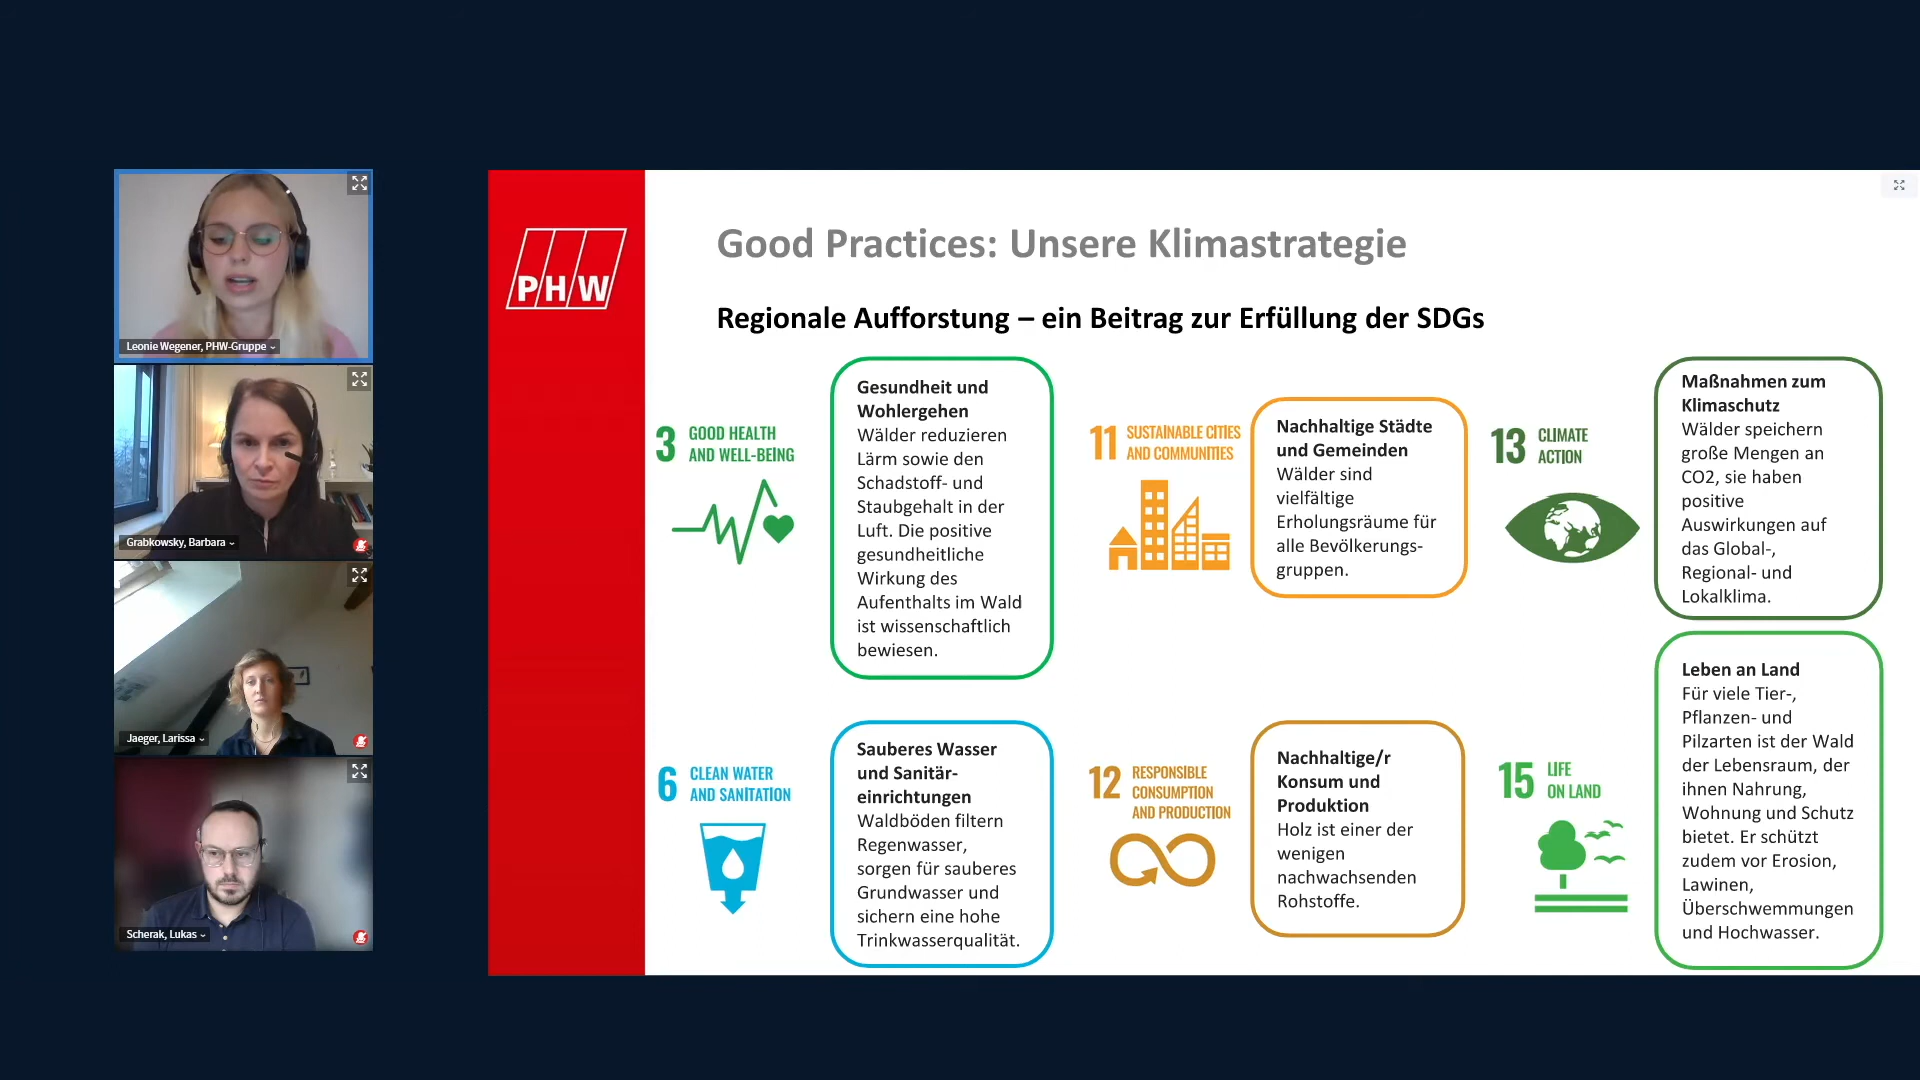 Leonie Wegener, PHW-Gruppe
Grabkowsky, Barbara
Jaeger, Larissa
Scherak, Lukas
PHW
Good Practices: Unsere Klimastrategie
Regionale Aufforstung – ein Beitrag zur Erfüllung der SDGs
3 GOOD HEALTH
AND WELL-BEING
Gesundheit und
Wohlergehen
Wälder reduzieren
Lärm sowie den
Schadstoff- und
Staubgehalt in der
Luft. Die positive
gesundheitliche
Wirkung des
Aufenthalts im Wald
ist wissenschaftlich
bewiesen.
11 SUSTAINABLE CITIES
AND COMMUNITIES
Nachhaltige Städte
und Gemeinden
Wälder sind
vielfältige
Erholungsräume für
alle Bevölkerungs-
gruppen.
13 CLIMATE
ACTION
Maßnahmen zum
Klimaschutz
Wälder speichern
große Mengen an
CO2, sie haben
positive
Auswirkungen auf
das Global-,
Regional- und
Lokalklima.
6 CLEAN WATER
AND SANITATION
Sauberes Wasser
und Sanitär-
einrichtungen
Waldböden filtern
Regenwasser,
sorgen für sauberes
Grundwasser und
sichern eine hohe
Trinkwasserqualität.
12 RESPONSIBLE
CONSUMPTION
AND PRODUCTION
Nachhaltige/r
Konsum und
Produktion
Holz ist einer der
wenigen
nachwachsenden
Rohstoffe.
15 LIFE
ON LAND
Leben an Land
Für viele Tier-,
Pflanzen- und
Pilzarten ist der Wald
der Lebensraum, der
ihnen Nahrung,
Wohnung und Schutz
bietet. Er schützt
zudem vor Erosion,
Lawinen,
Überschwemmungen
und Hochwasser.